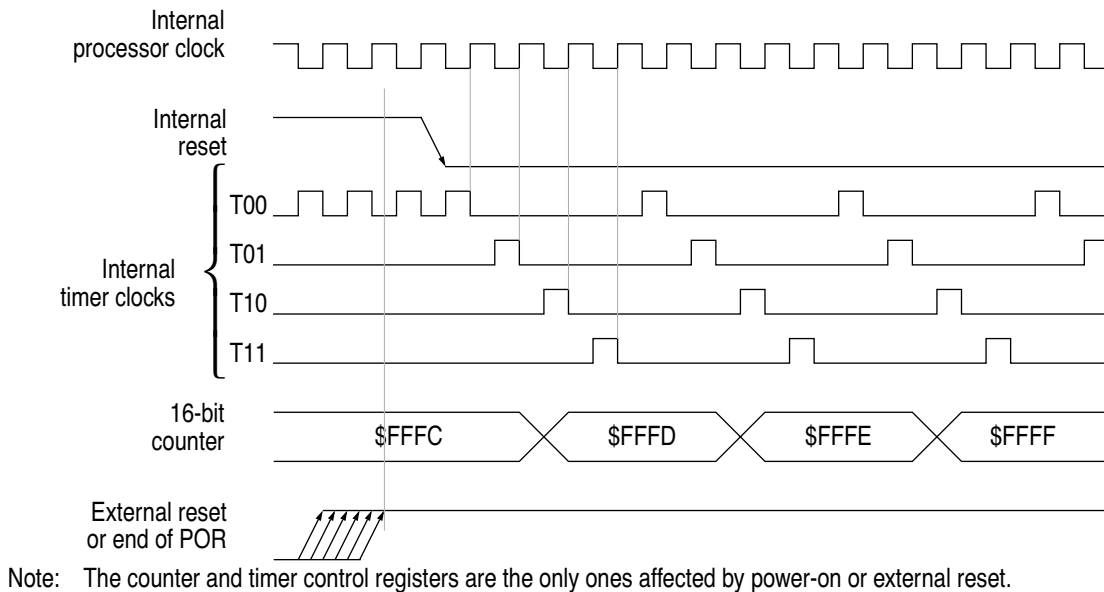 Internal
processor clock
Internal
reset
T00
T01
Internal
timer clocks
T10
T11
16-bit
counter
$FFFC
$FFFD
$FFFE
$FFFF
External reset
or end of POR
Note: The counter and timer control registers are the only ones affected by power-on or external reset.